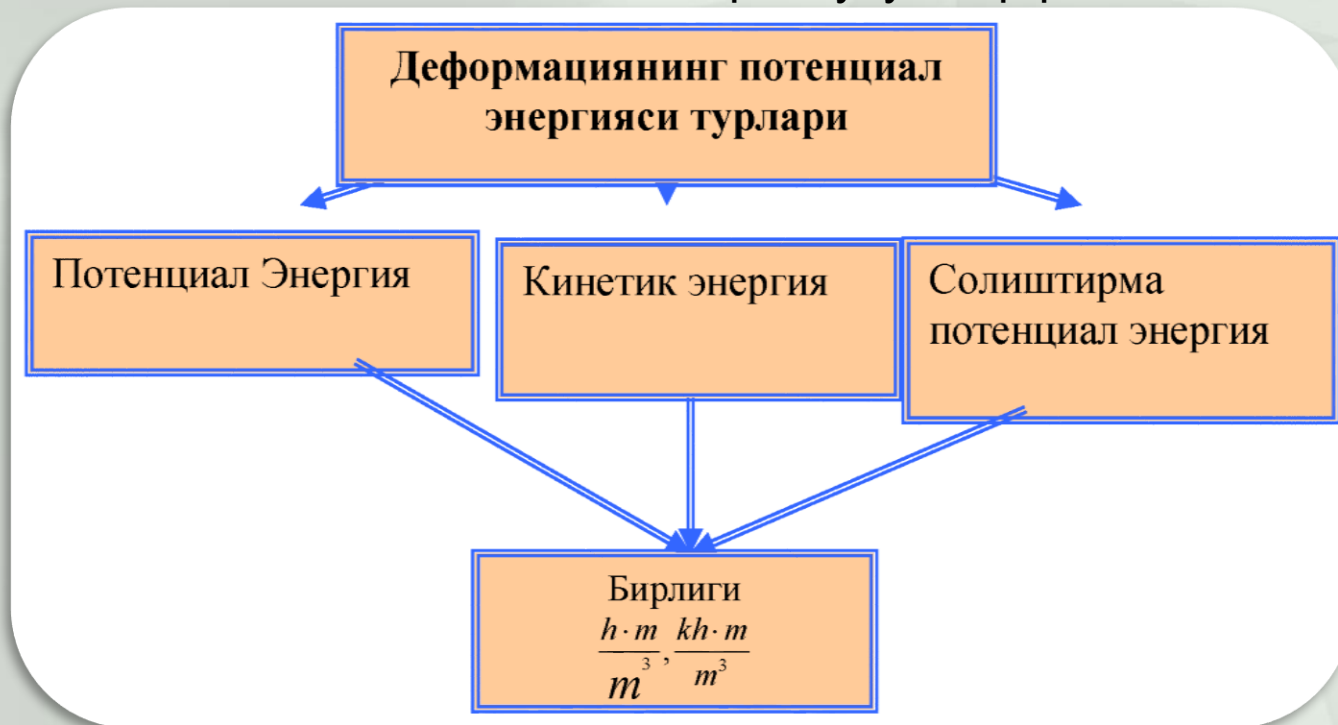 Деформациянинг потенциал
энергияси турлари
Потенциал Энергия
Кинетик энергия
Солиштирма
потенциал энергия
Бирлиги
h·m/m³, kh·m/m³